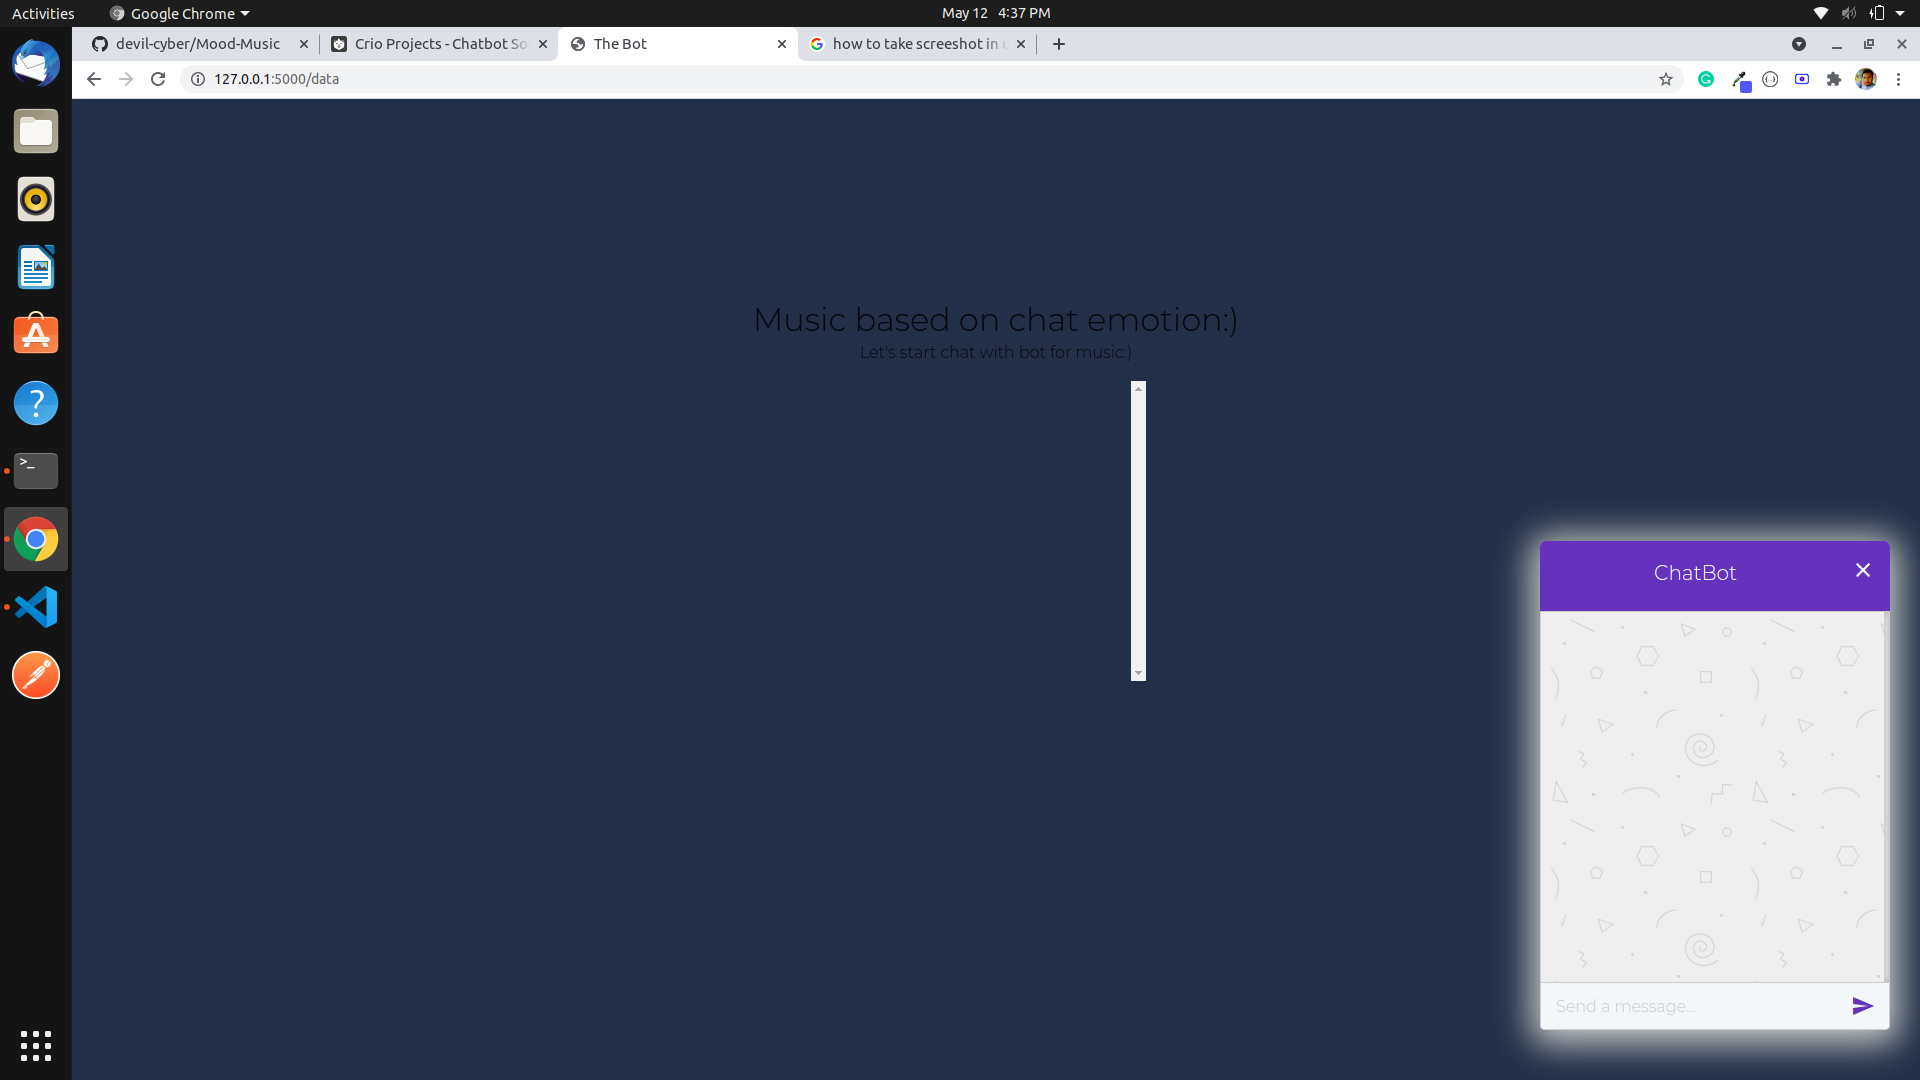 Activities
Google Chrome
May 12 4:37 PM
devil-cyber/Mood-Music
Crio Projects - Chatbot So
The Bot
how to take screeshot in u
127.0.0.1:5000/data
Music based on chat emotion:)
Let's start chat with bot for music:)
ChatBot
Send a message...